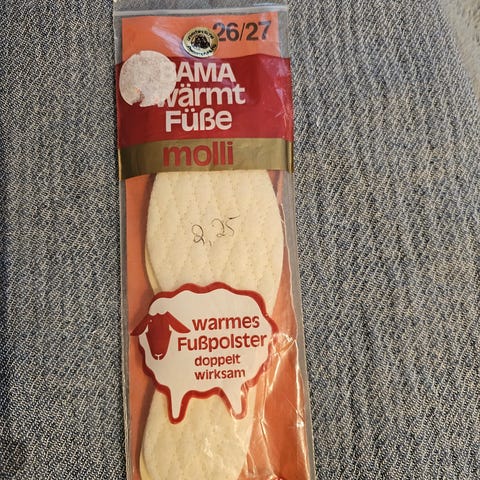 26/27
BAMA
wärmt
Füße
molli
2,25
warmes
Fußpolster
doppelt
wirksam